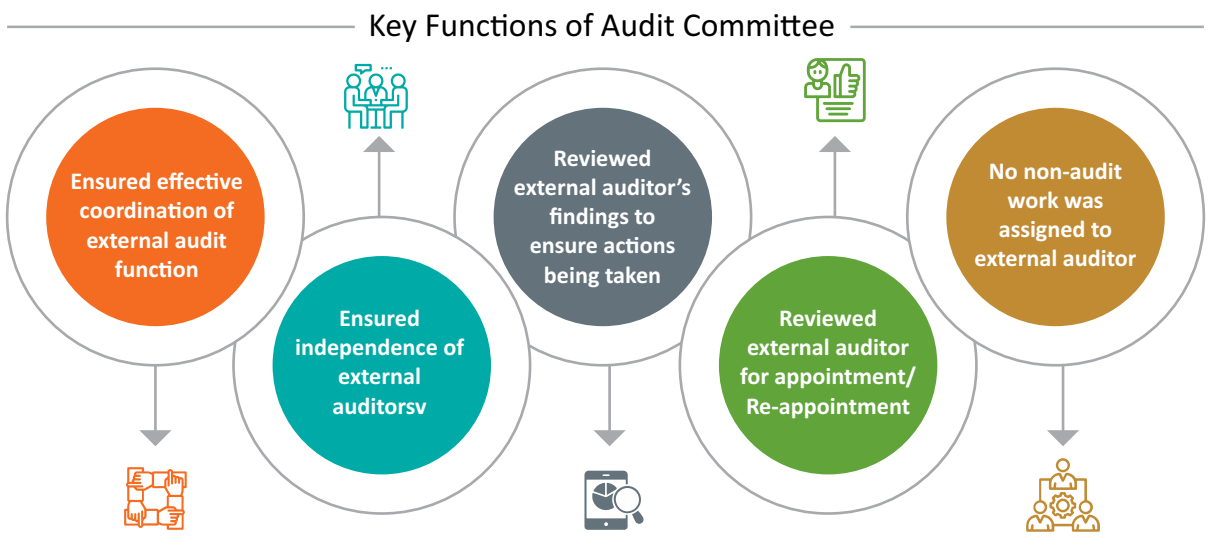 Key Functions of Audit Committee
Ensured effective
coordination of
external audit
function
Ensured
independence of
external
auditorsv
Reviewed
external auditor's
findings to
ensure actions
being taken
Reviewed
external auditor
for appointment/
Re-appointment
No non-audit
work was
assigned to
external auditor